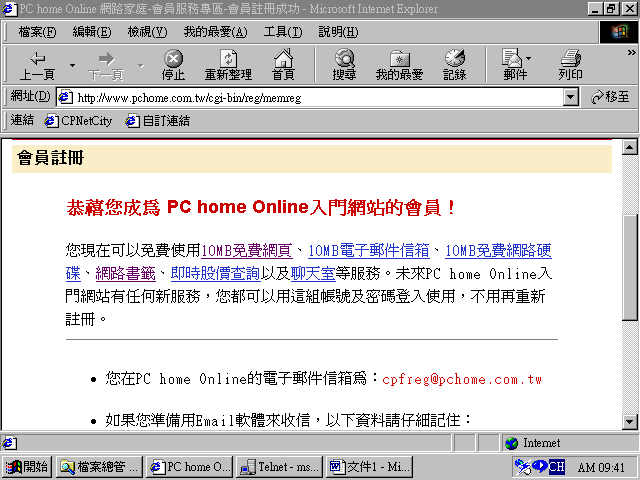 PC home Online 網路家庭-會員服務專區-會員註冊成功 - Microsoft Internet Explorer
檔案(F) 編輯(E) 檢視(V) 我的最愛(A) 工具(T) 說明(H)
上一頁 下一頁 停止 重新整理 首頁 搜尋 我的最愛 記錄 郵件 列印 »
網址(D) http://www.pchome.com.tw/cgi-bin/reg/memreg 移至
連結 CPNetCity 自訂連結
會員註冊
恭禧您成為 PC home Online入門網站的會員！
您現在可以免費使用10MB免費網頁、10MB電子郵件信箱、10MB免費網路硬
碟、網路書籤、即時股價查詢以及聊天室等服務。未來PC home Online入
門網站有任何新服務，您都可以用這組帳號及密碼登入使用，不用再重新
註冊。
• 您在PC home Online的電子郵件信箱為：cpfreg@pchome.com.tw
• 如果您準備用Email軟體來收信，以下資料請仔細記住：
Internet
開始 檔案總管 ... PC home O... Telnet - ms... 文件1 - Mi... CH AM 09:41